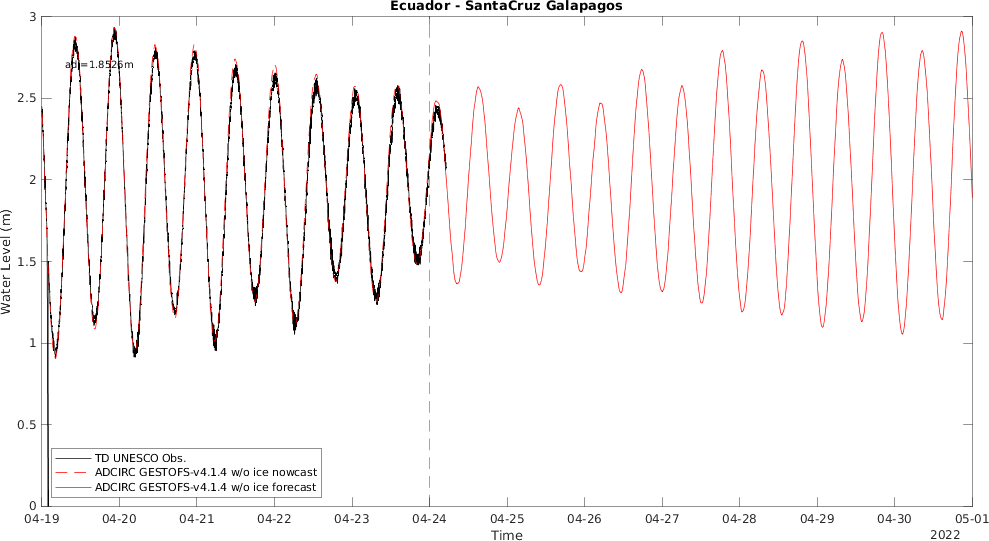 Ecuador - SantaCruz Galapagos
adj=1.8526m
Water Level (m)
3
2.5
2
1.5
1
0.5
0
TD UNESCO Obs.
ADCIRC GESTOFS-v4.1.4 w/o ice nowcast
ADCIRC GESTOFS-v4.1.4 w/o ice forecast
04-19 04-20 04-21 04-22 04-23 04-24 04-25 04-26 04-27 04-28 04-29 04-30 05-01
Time
2022